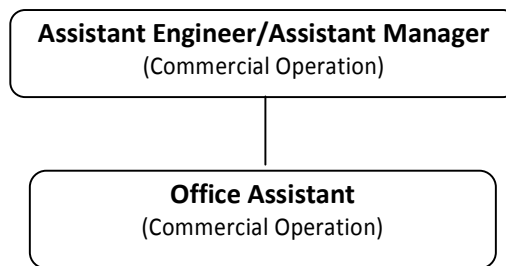 Assistant Engineer/Assistant Manager
(Commercial Operation)
Office Assistant
(Commercial Operation)